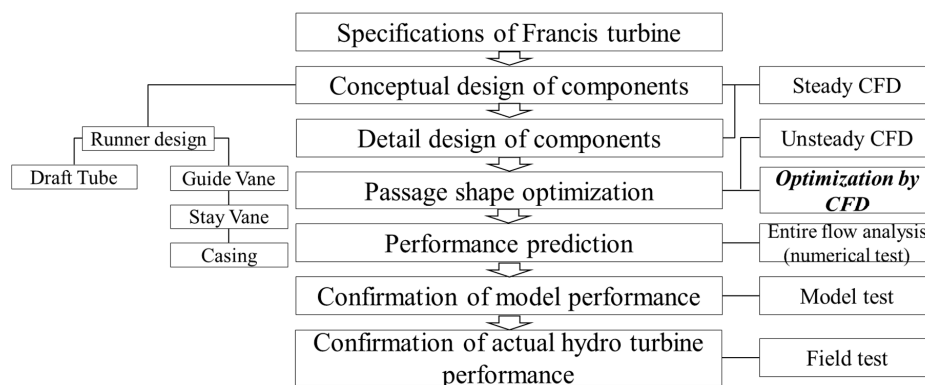 Specifications of Francis turbine
Conceptual design of components
Steady CFD
Runner design
Detail design of components
Unsteady CFD
Draft Tube
Guide Vane
Passage shape optimization
Optimization by
CFD
Stay Vane
Casing
Performance prediction
Entire flow analysis
(numerical test)
Confirmation of model performance
Model test
Confirmation of actual hydro turbine
performance
Field test